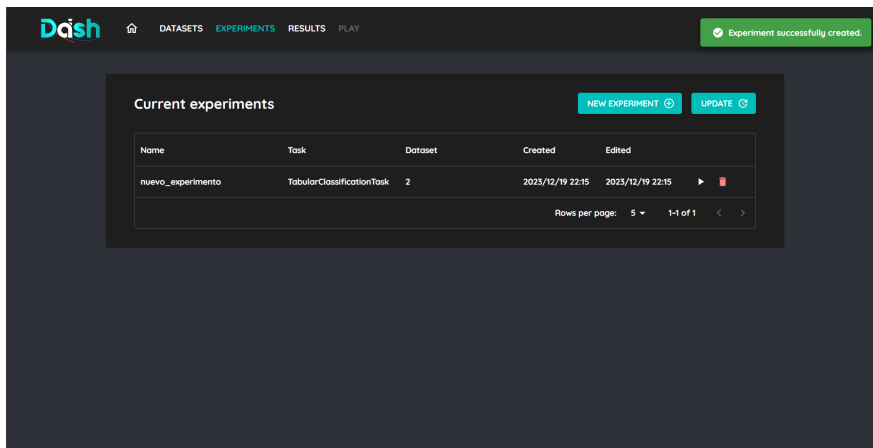 Dash DATASETS EXPERIMENTS RESULTS PLAY
Experiment successfully created.
Current experiments
NEW EXPERIMENT
UPDATE
Name Task Dataset Created Edited
nuevo_experimento TabularClassificationTask 2 2023/12/19 22:15 2023/12/19 22:15
Rows per page: 5 1-1 of 1